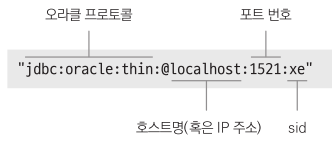 오라클 프로토콜 포트 번호
"jdbc:oracle:thin:@localhost:1521:xe"
호스트명(혹은 IP 주소) sid